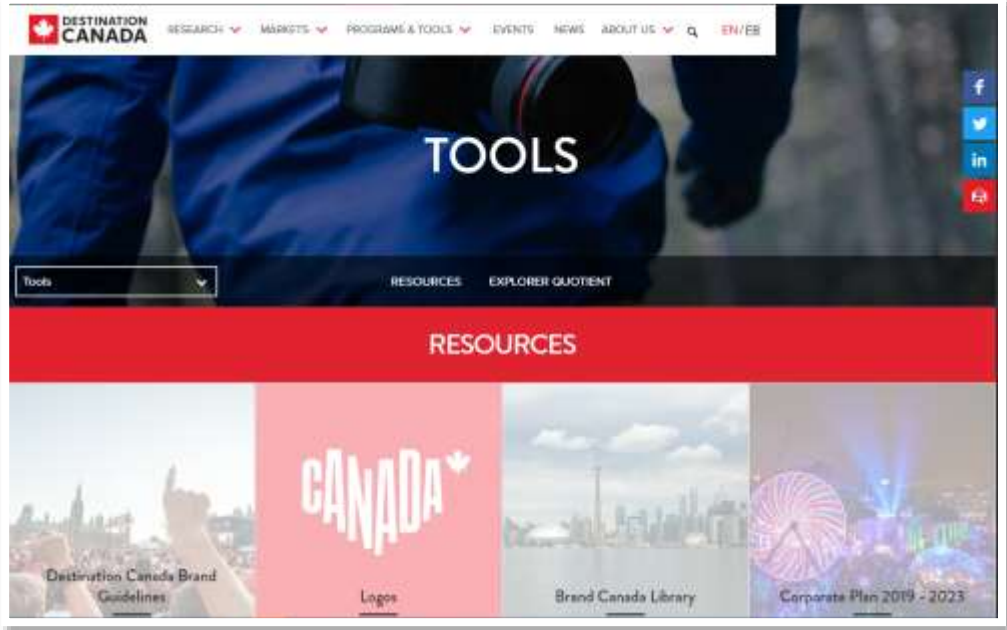 DESTINATION
CANADA
RESEARCH MARKETS PROGRAMS & TOOLS EVENTS NEWS ABOUT US EN/
TOOLS
f
in
Tools
RESOURCES EXPLORER QUOTIENT
RESOURCES
CANADA
Destination Canada Brand
Guidelines
Logos
Brand Canada Library
Corporate Plan 2019 - 2023